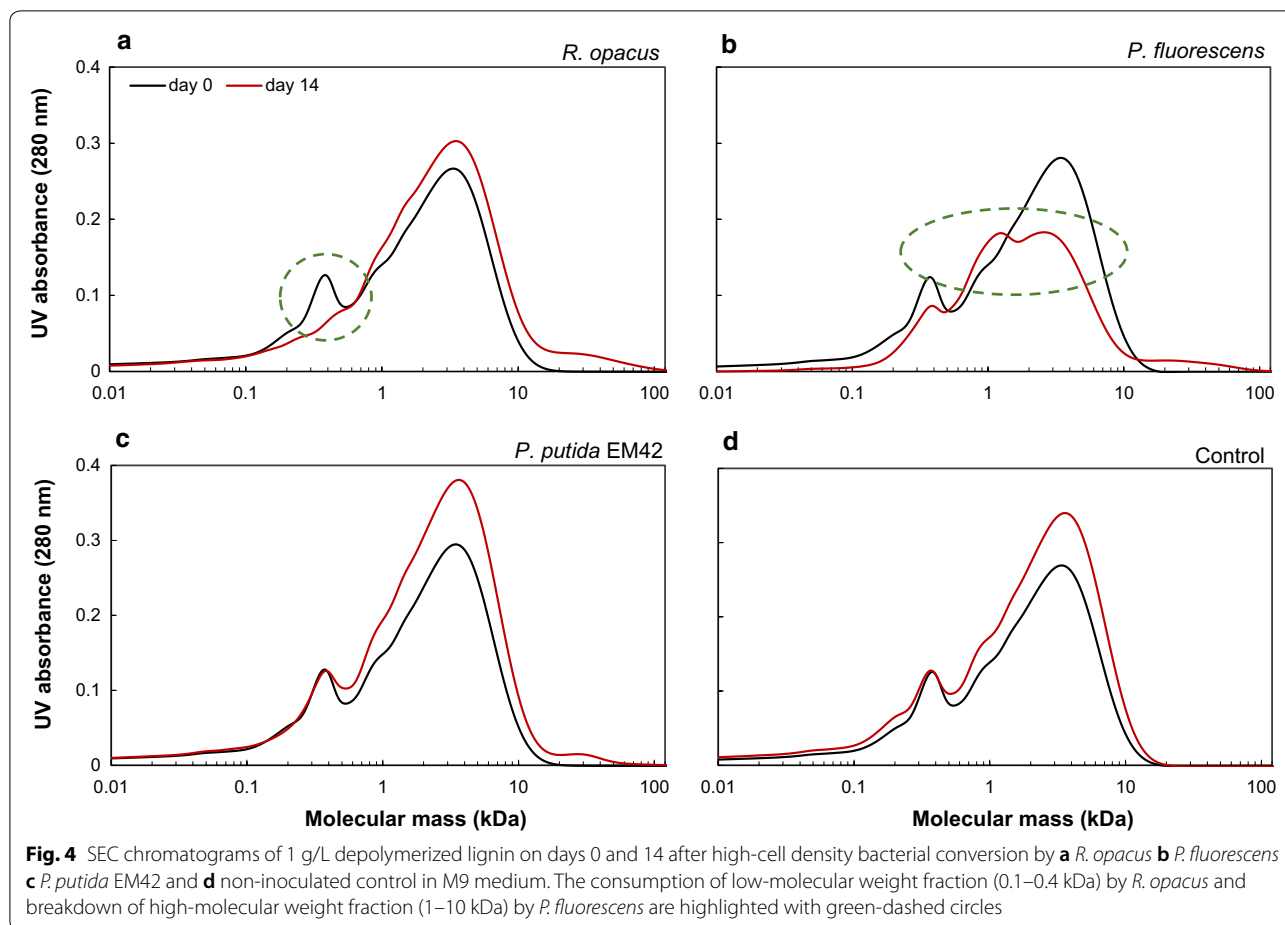 a
R. opacus
b
P. fluorescens
0.4
0.3
0.2
0.1
0
day 0
day 14
UV absorbance (280 nm)
0.01
0.1
1
10
100
0.01
0.1
1
10
100
c
P. putida EM42
d
Control
0.4
0.3
0.2
0.1
0
UV absorbance (280 nm)
0.01
0.1
1
10
100
0.01
0.1
1
10
100
Molecular mass (kDa)
Molecular mass (kDa)
Fig. 4 SEC chromatograms of 1 g/L depolymerized lignin on days 0 and 14 after high-cell density bacterial conversion by a R. opacus b P. fluorescens
c P. putida EM42 and d non-inoculated control in M9 medium. The consumption of low-molecular weight fraction (0.1–0.4 kDa) by R. opacus and
breakdown of high-molecular weight fraction (1–10 kDa) by P. fluorescens are highlighted with green-dashed circles